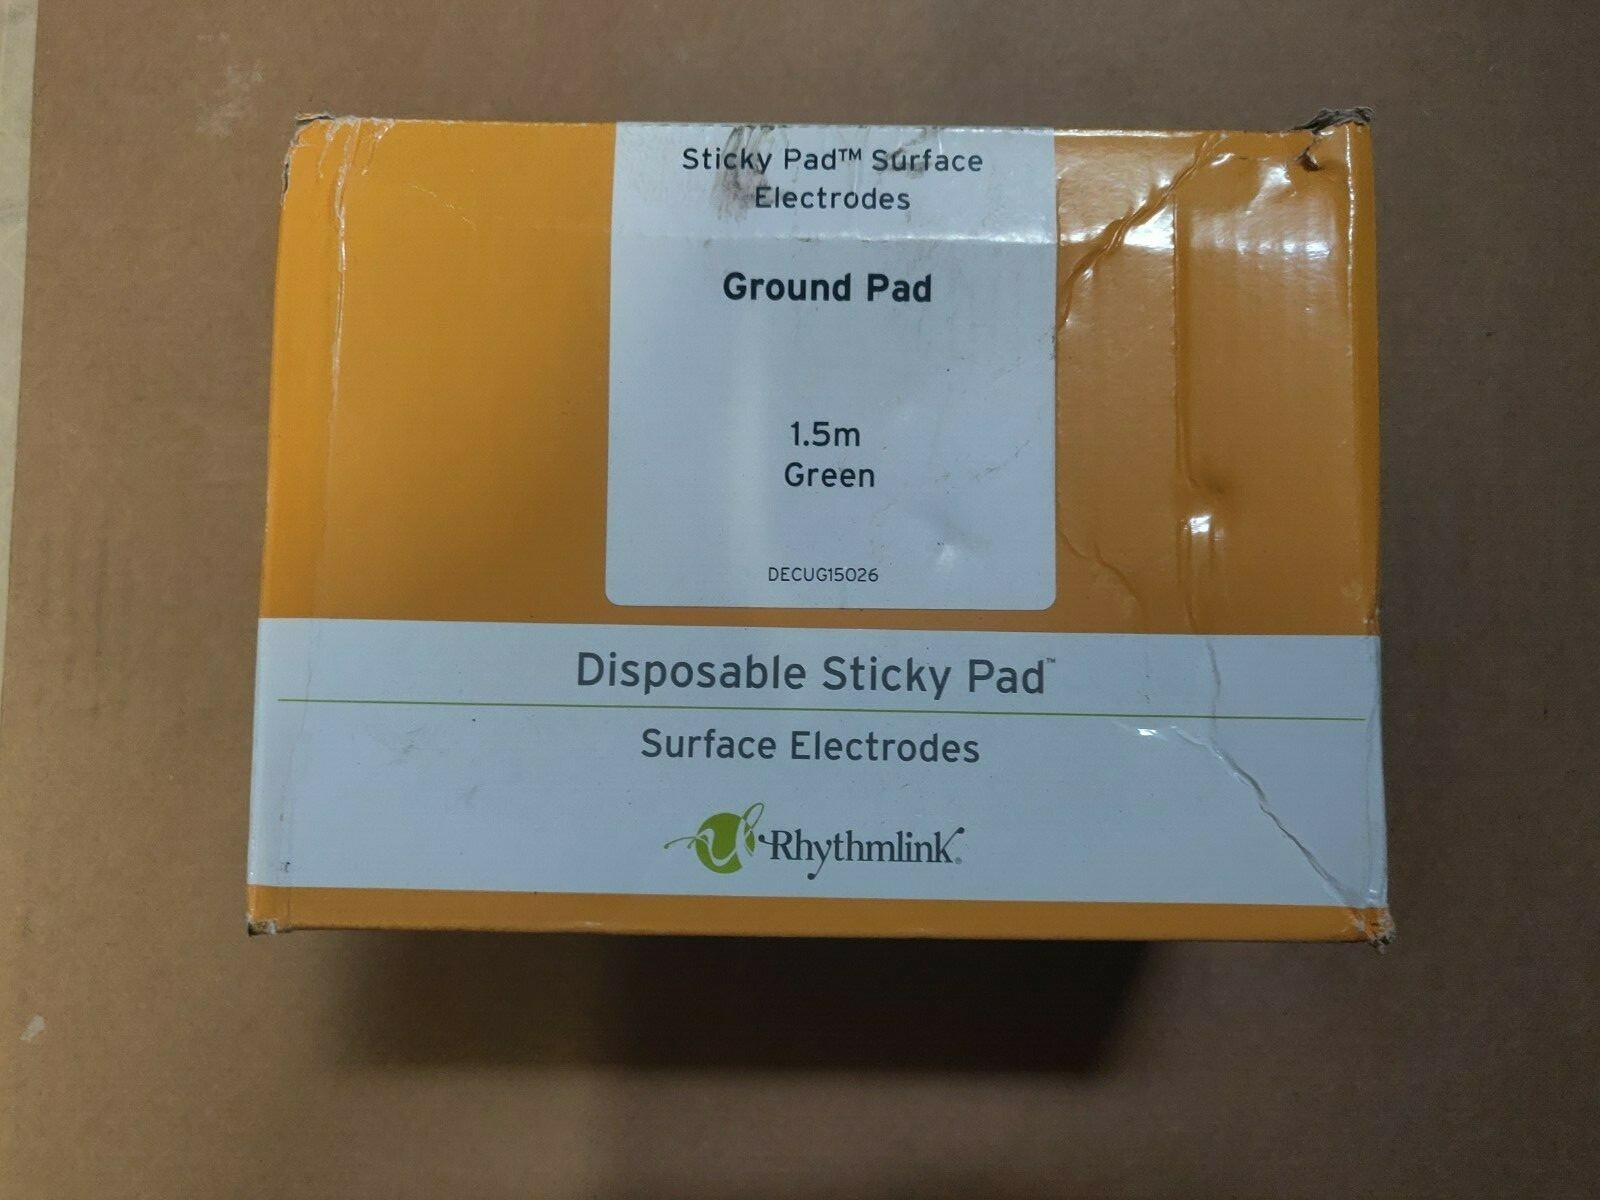 Sticky Pad™ Surface
Electrodes
Ground Pad
1.5m
Green
DECUG15026
Disposable Sticky Pad™
Surface Electrodes
Rhythmlink®